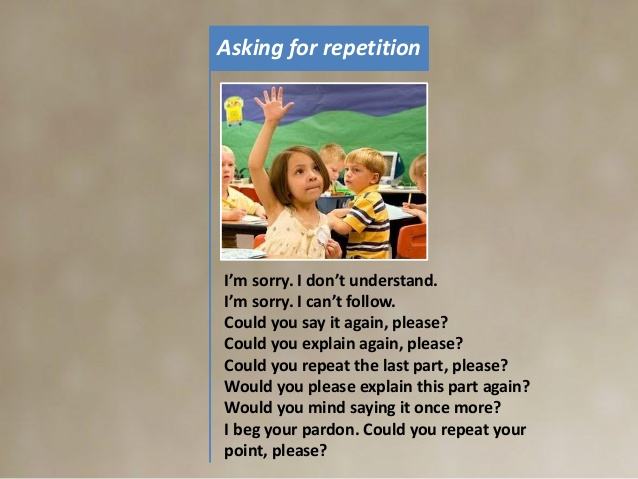 Asking for repetition
I’m sorry. I don’t understand.
I’m sorry. I can’t follow.
Could you say it again, please?
Could you explain again, please?
Could you repeat the last part, please?
Would you please explain this part again?
Would you mind saying it once more?
I beg your pardon. Could you repeat your
point, please?